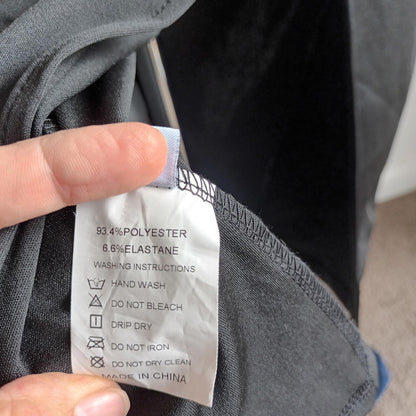 93.4%POLYESTER
6.6%ELASTANE
WASHING INSTRUCTIONS
HAND WASH
DO NOT BLEACH
DRIP DRY
DO NOT IRON
DO NOT DRY CLEAN
MADE IN CHINA